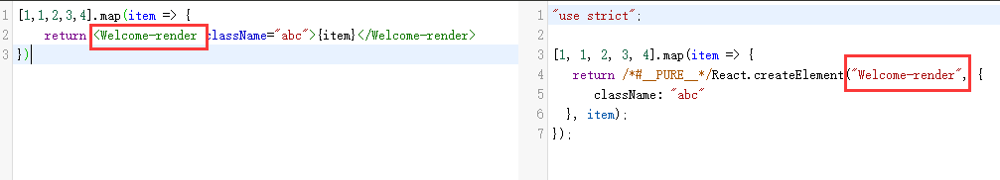 1 [1,1,2,3,4].map(item => {
2 return <Welcome-render className="abc">{item}</Welcome-render>
3 })
1 "use strict";
2
3 [1, 1, 2, 3, 4].map(item => {
4 return /*#__PURE__*/React.createElement("Welcome-render", {
5 className: "abc"
6 }, item);
7 });